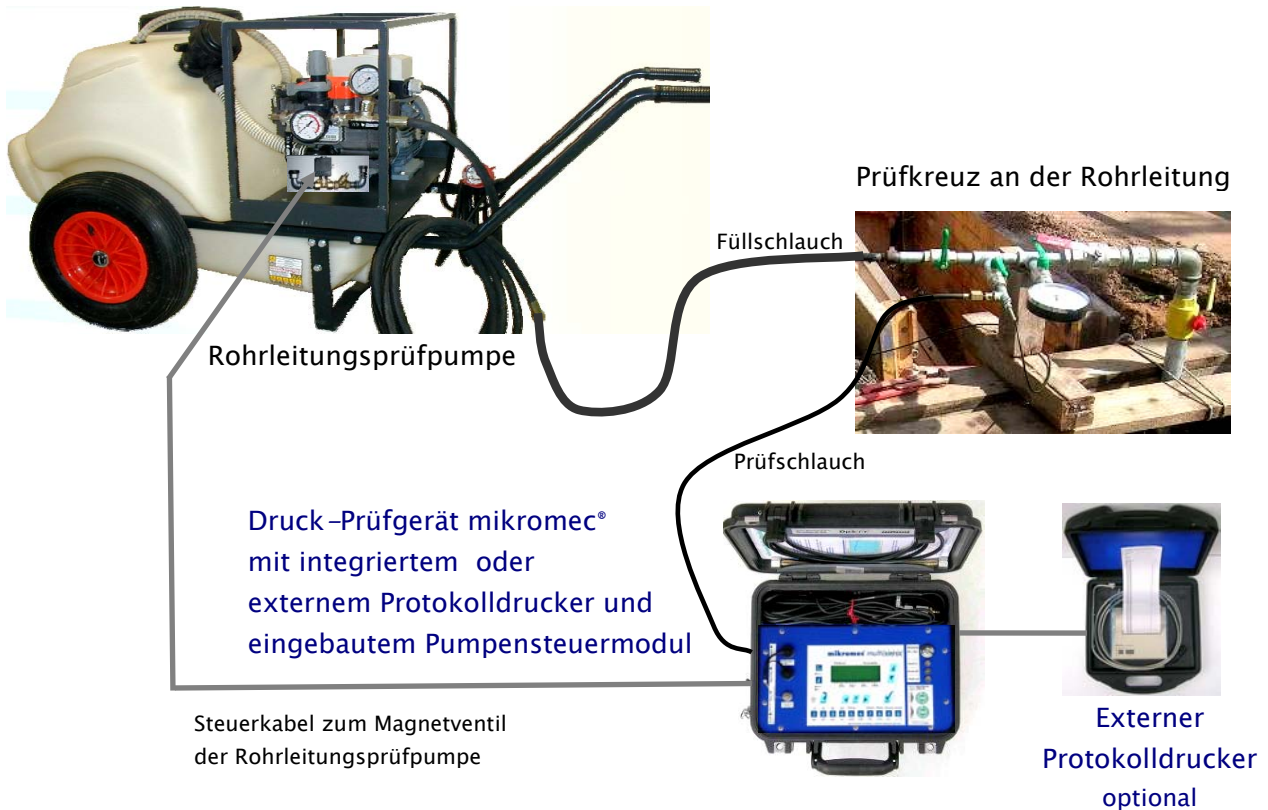 Prüfkreuz an der Rohrleitung
Füllschlauch
Rohrleitungsprüfpumpe
Prüfschlauch
Druck-Prüfgerät mikromec®
mit integriertem oder
externem Protokolldrucker und
eingebautem Pumpensteuermodul
mikromec
Steuerkabel zum Magnetventil
der Rohrleitungsprüfpumpe
Externer
Protokolldrucker
optional